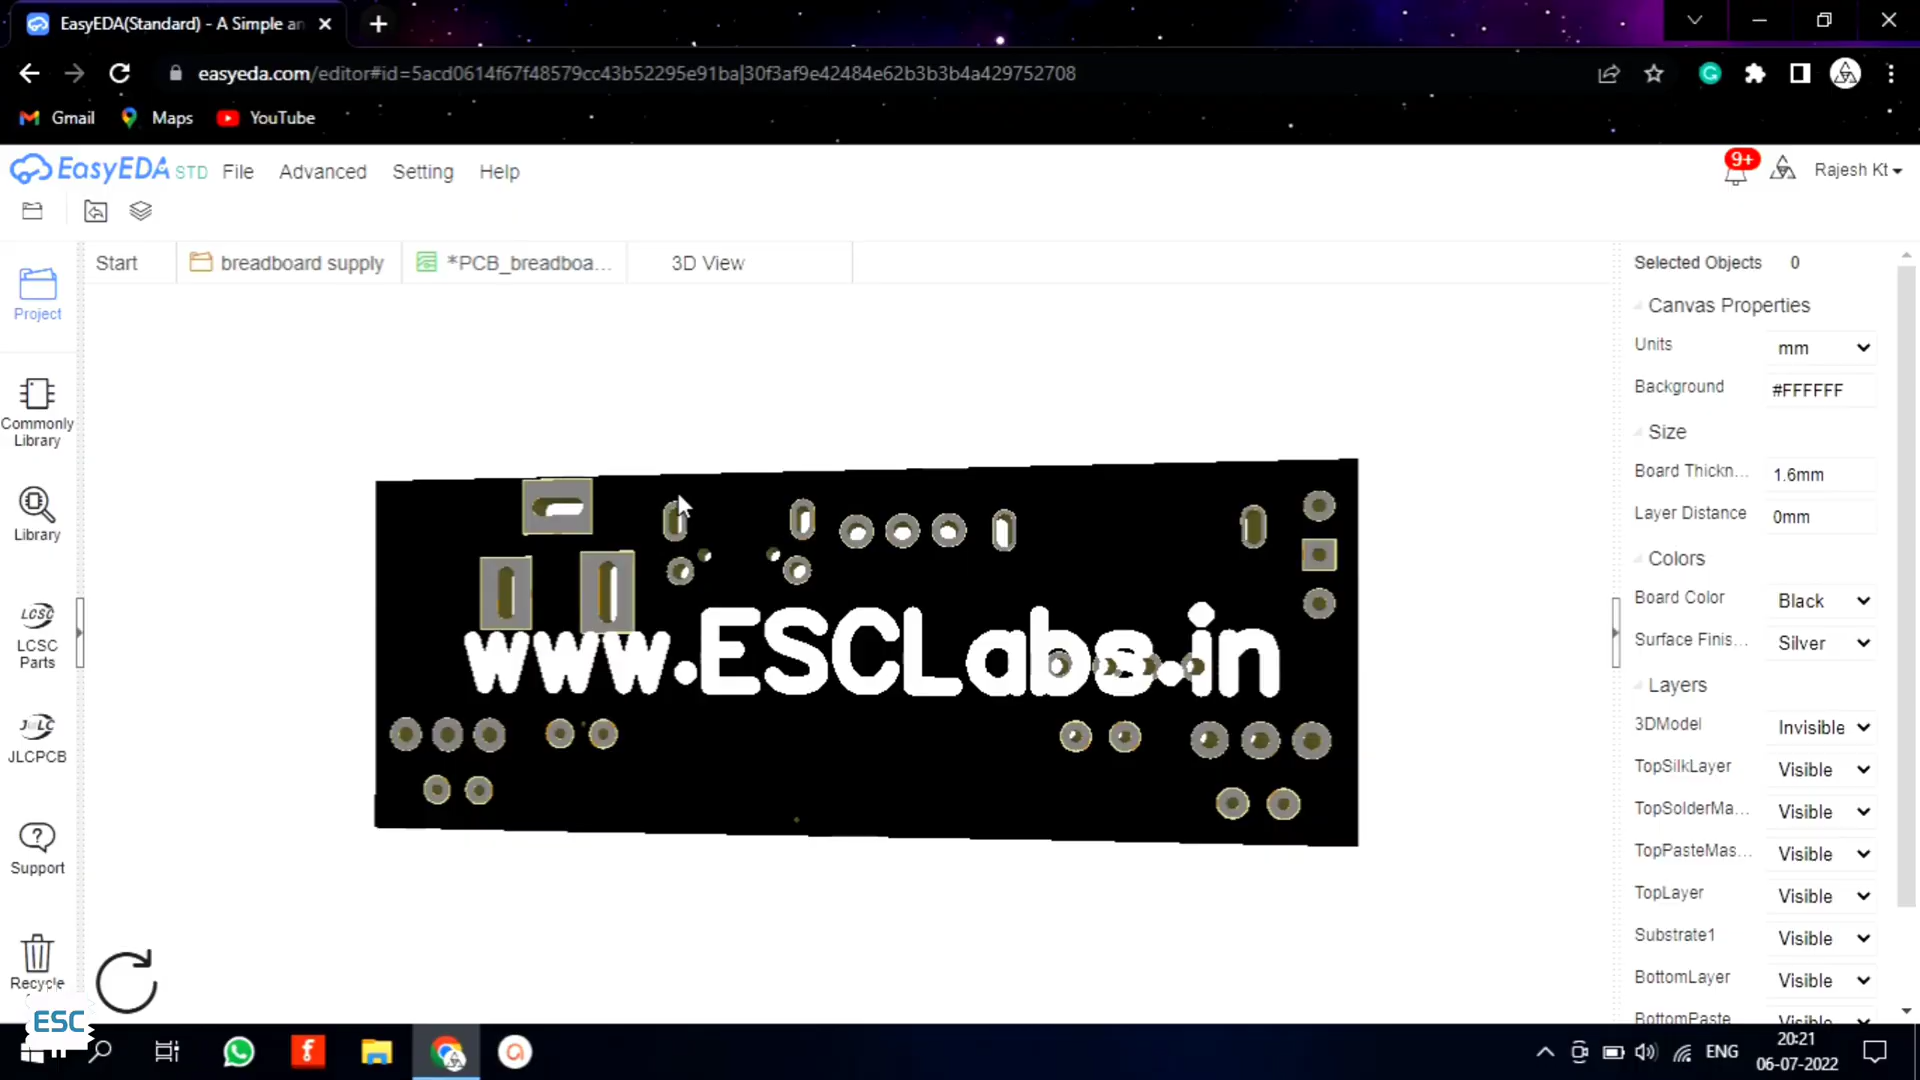 EasyEDA(Standard) - A Simple an
easyeda.com/editor#id=5acd0614f67f48579cc43b52295e91ba|30f3af9e42484e62b3b3b4a429752708
Gmail Maps YouTube
EasyEDA STD File Advanced Setting Help
9+ Rajesh Kt
Start breadboard supply *PCB_breadboa... 3D View
Project
Commonly
Library
Library
LCSC
LCSC
Parts
JLC
JLCPCB
Support
Recycle
www.ESCLabs.in
Selected Objects 0
Canvas Properties
Units mm
Background #FFFFFF
Size
Board Thickn... 1.6mm
Layer Distance 0mm
Colors
Board Color Black
Surface Finis... Silver
Layers
3DModel Invisible
TopSilkLayer Visible
TopSolderMa... Visible
TopPasteMas... Visible
TopLayer Visible
Substrate1 Visible
BottomLayer Visible
BottomPaste Visible
ESC
ENG
20:21
06-07-2022